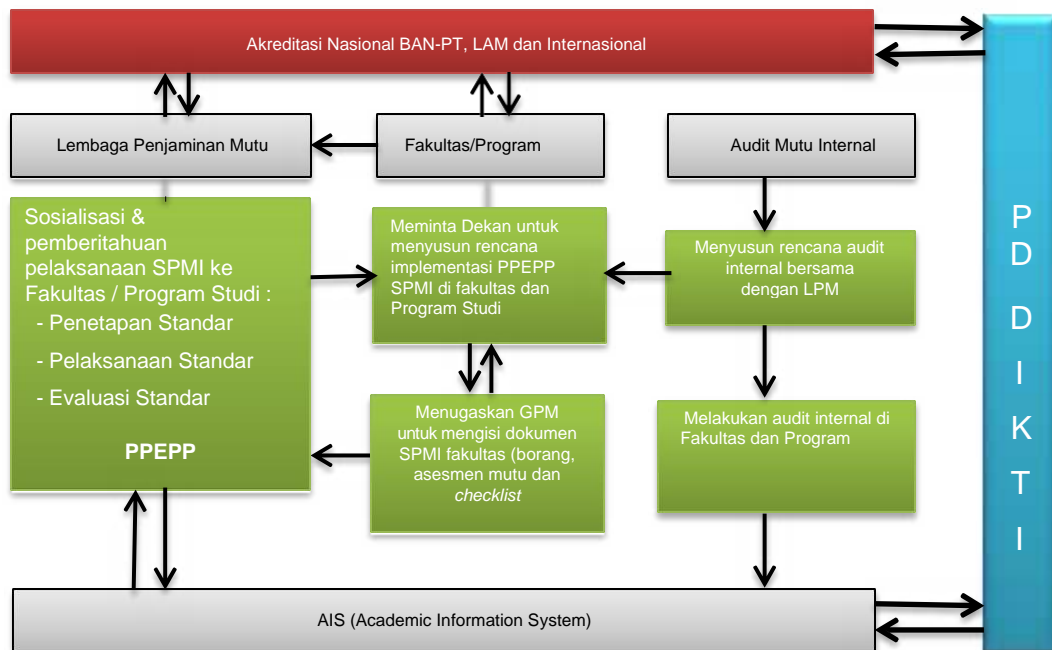 Akreditasi Nasional BAN-PT, LAM dan Internasional
Lembaga Penjaminan Mutu
Fakultas/Program
Audit Mutu Internal
Sosialisasi &
pemberitahuan
pelaksanaan SPMI ke
Fakultas / Program Studi :
- Penetapan Standar
- Pelaksanaan Standar
- Evaluasi Standar
PPEPP
Meminta Dekan untuk
menyusun rencana
implementasi PPEPP
SPMI di fakultas dan
Program Studi
Menyusun rencana audit
internal bersama
dengan LPM
Menugaskan GPM
untuk mengisi dokumen
SPMI fakultas (borang,
asesmen mutu dan
checklist
Melakukan audit internal di
Fakultas dan Program
AIS (Academic Information System)
P
D
D
I
K
T
I